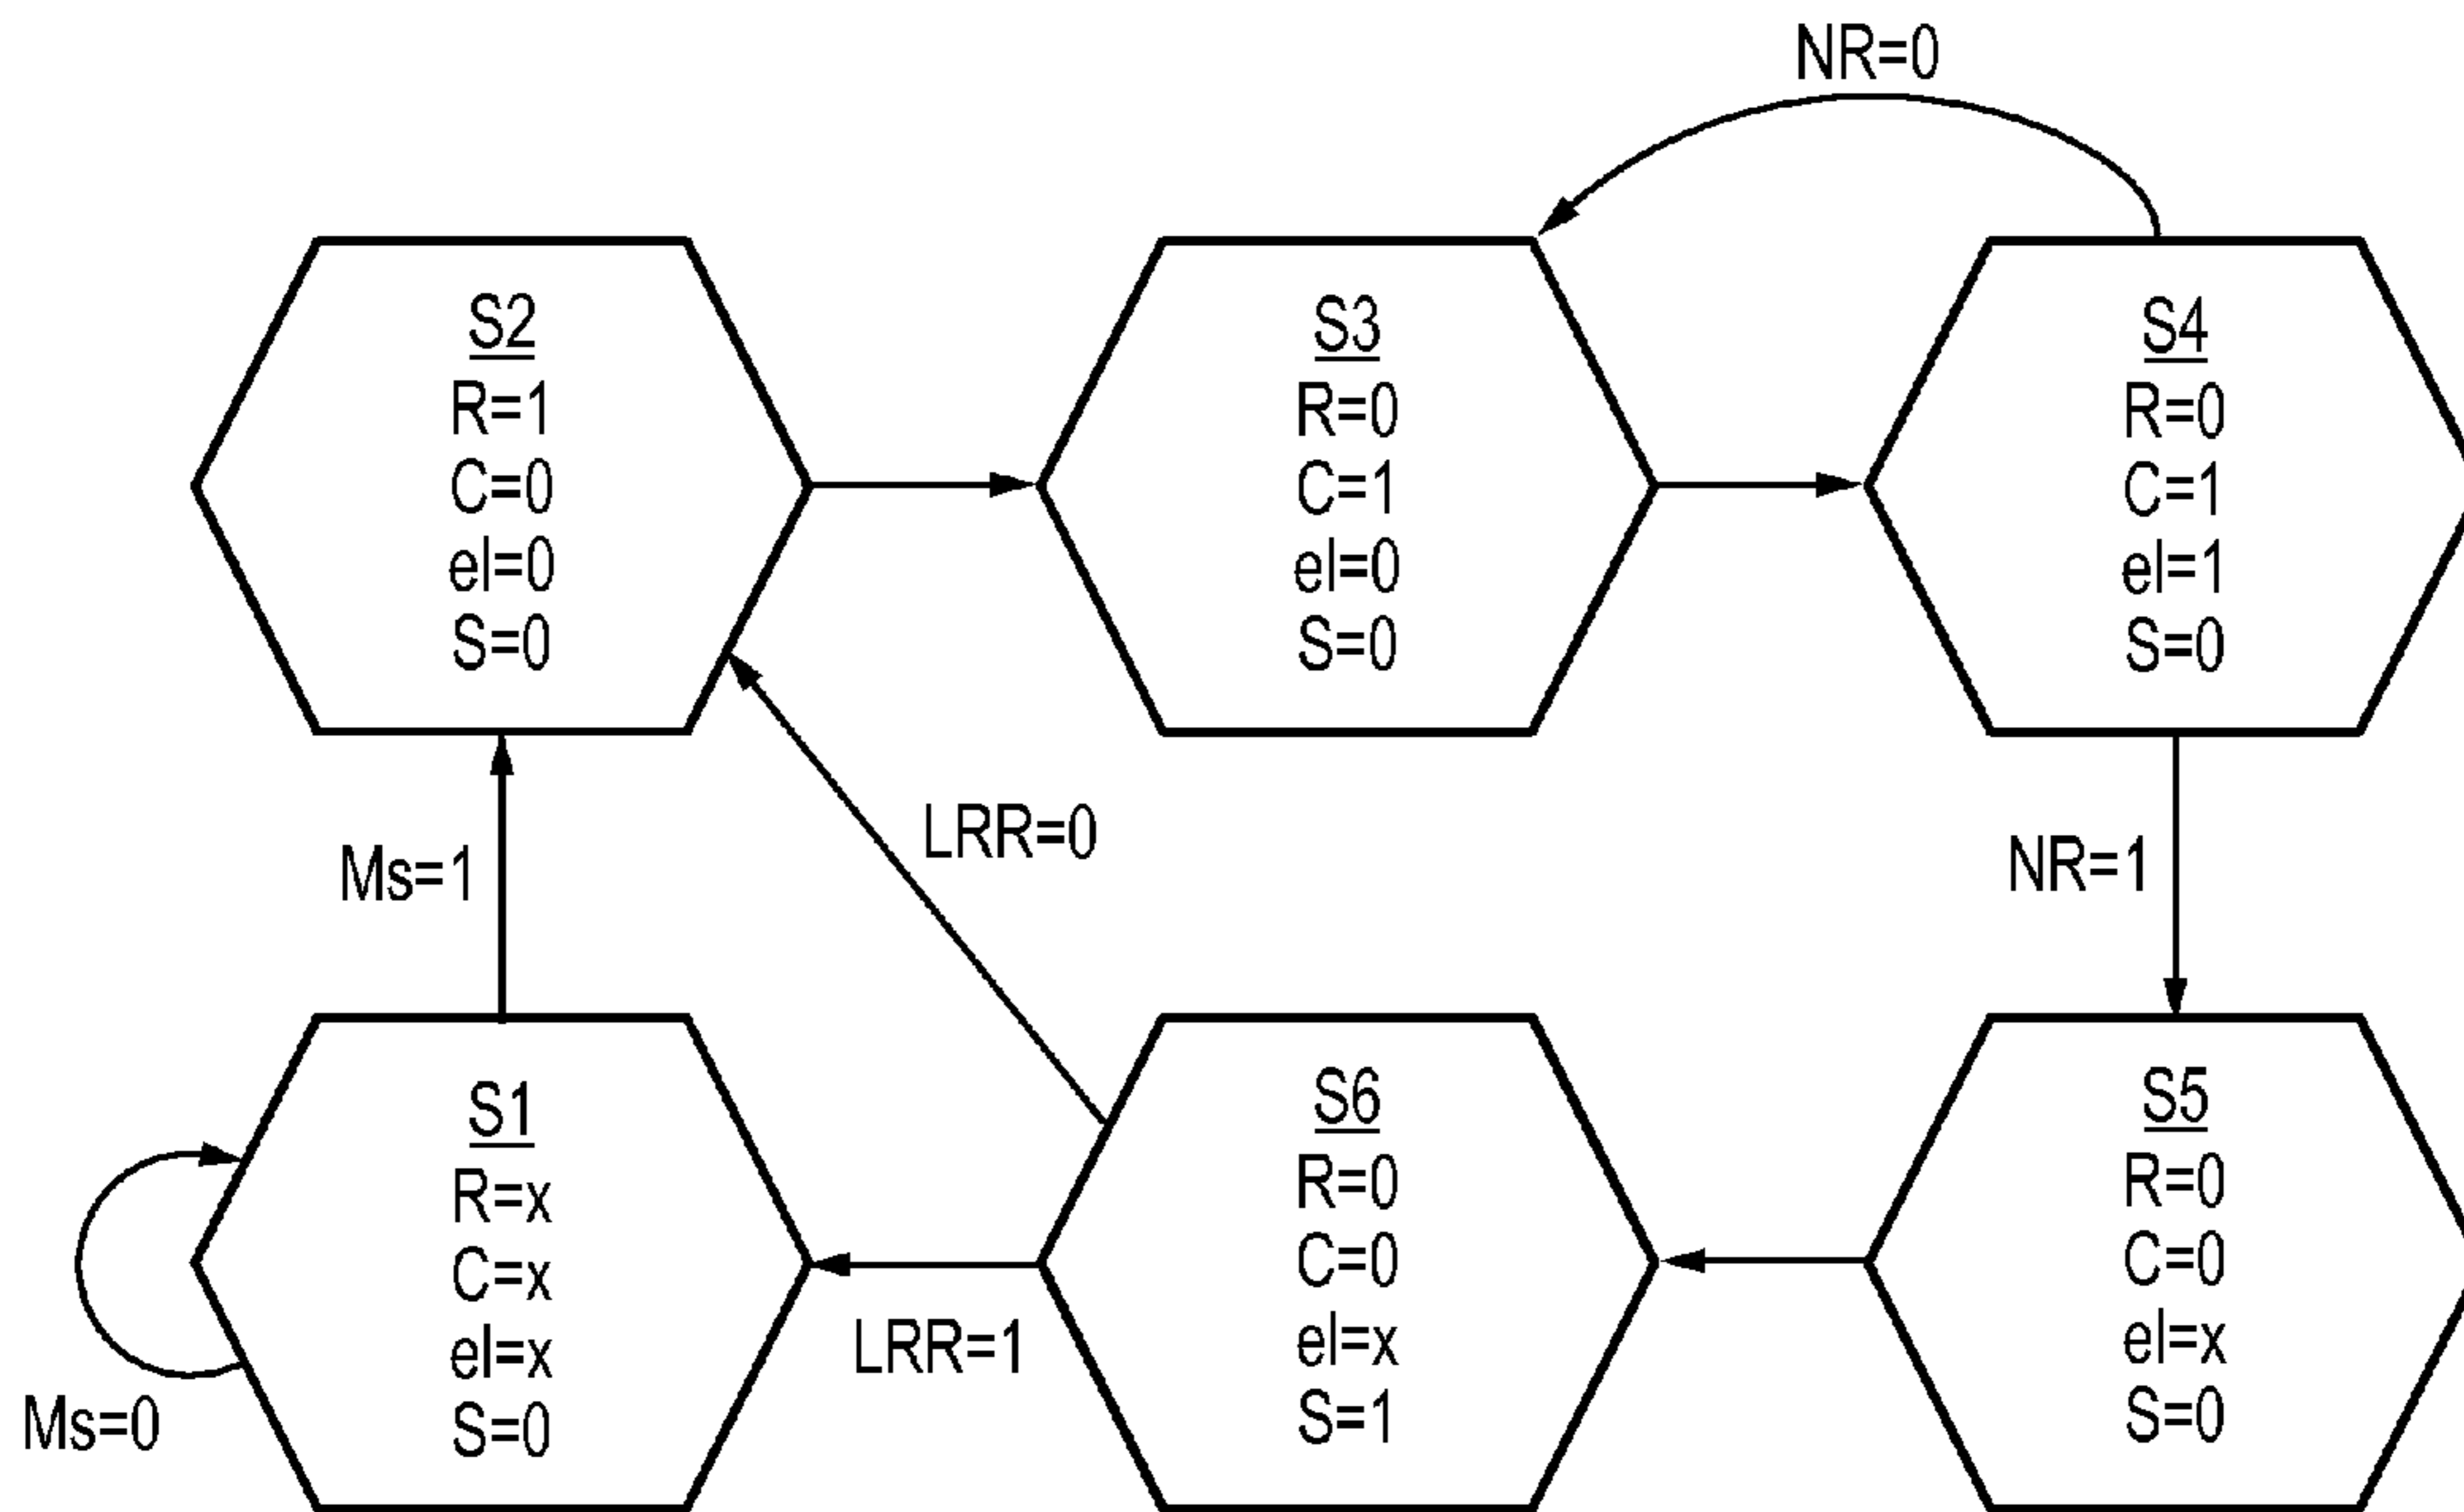 NR=0
S2
R=1
C=0
el=0
S=0
S3
R=0
C=1
el=0
S=0
S4
R=0
C=1
el=1
S=0
Ms=1
LRR=0
NR=1
S1
R=x
C=x
el=x
S=0
Ms=0
LRR=1
S6
R=0
C=0
el=x
S=1
S5
R=0
C=0
el=x
S=0